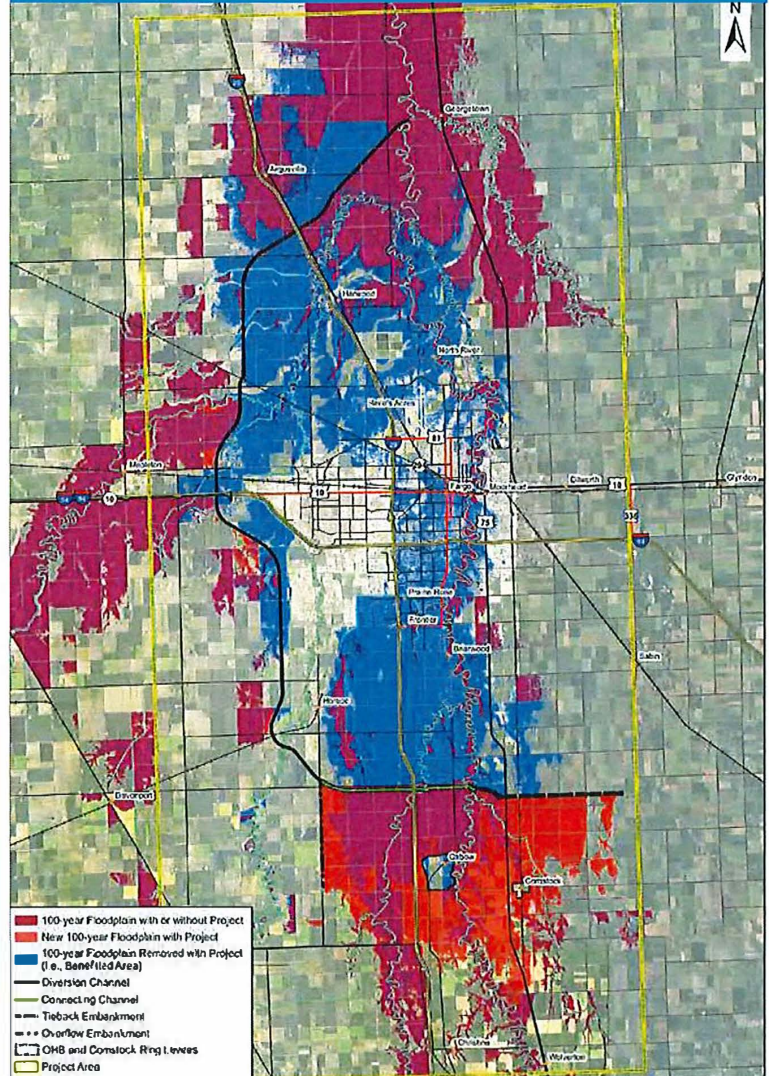 N
Georgetown
Argusville
Harwood
North River
Reile's Acres
81
Mapleton
10
10
Fargo
Moorhead
Dilworth
10
Glyndon
75
336
Prairie Rose
Frontier
Briarwood
Sabin
Horace
Davenport
Oxbow
Comstock
Christine
Wolverton
100-year Floodplain with or without Project
New 100-year Floodplain with Project
100-year Floodplain Removed with Project
(i.e., Benefitted Area)
Diversion Channel
Connecting Channel
Tieback Embankment
Overflow Embankment
OHB and Comstock Ring Levees
Project Area